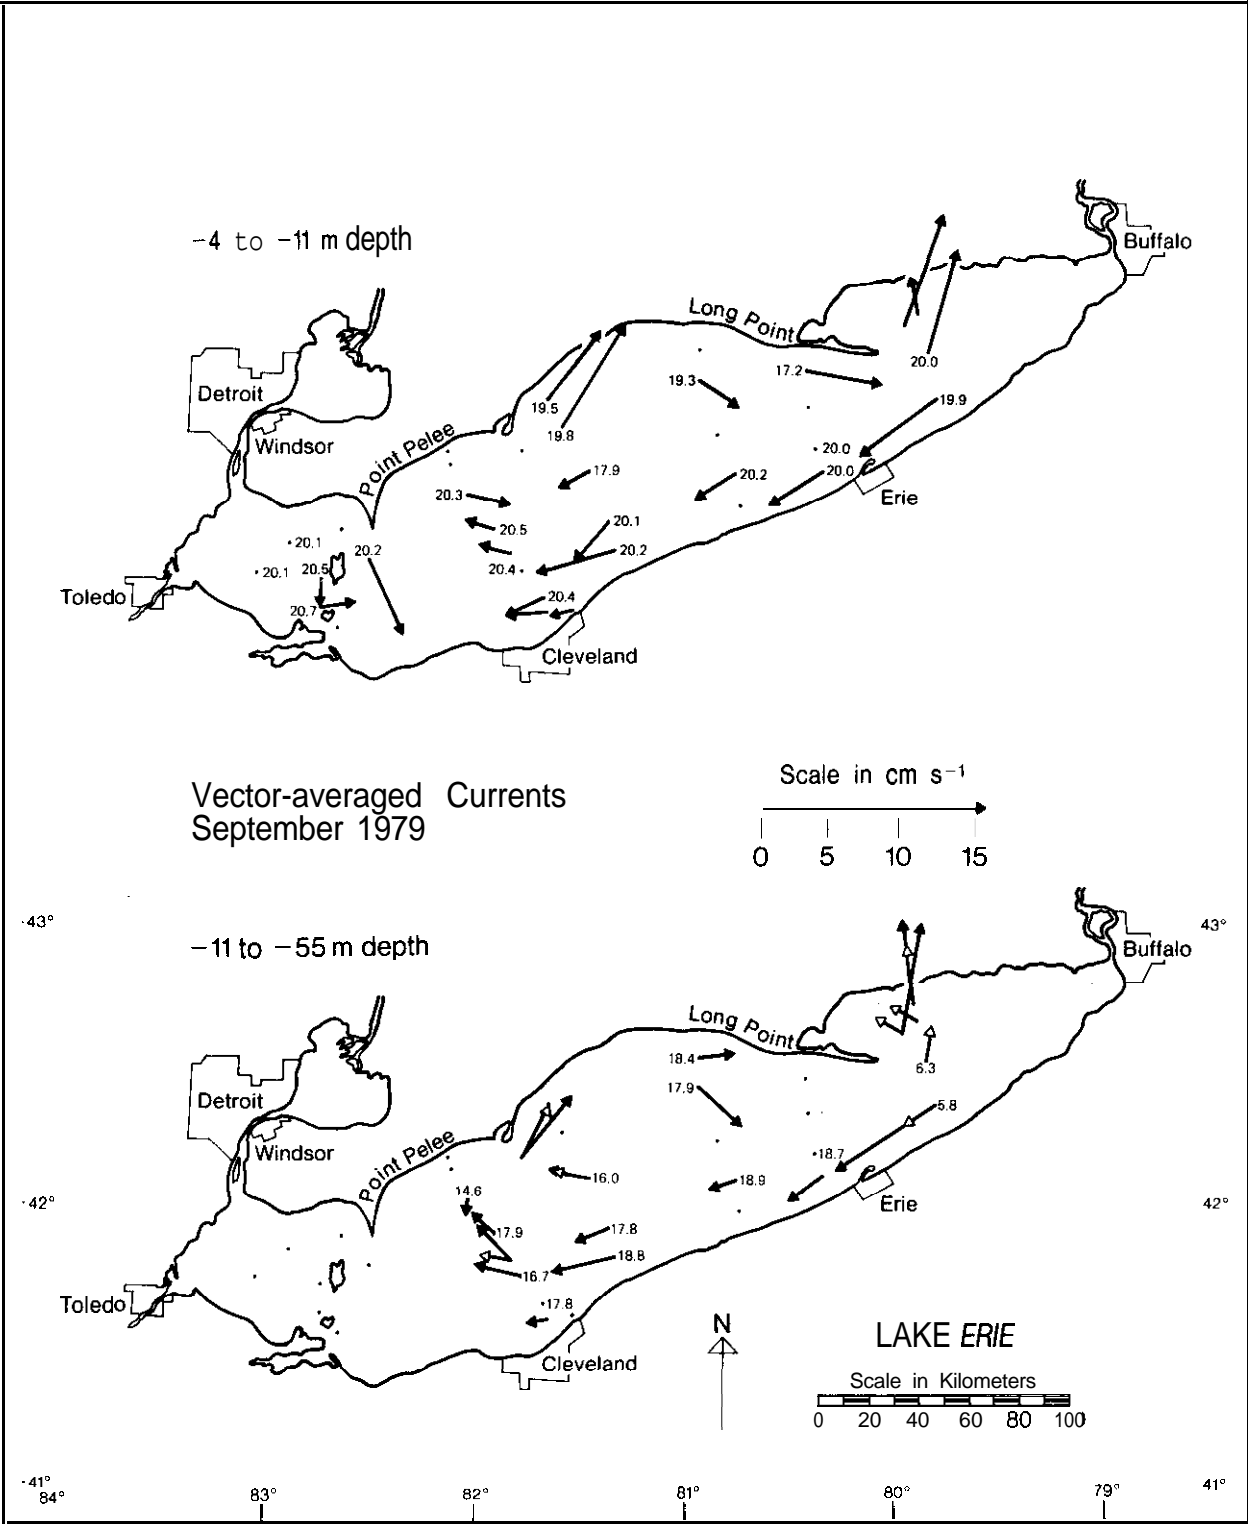 -4 to -11 m depth
Buffalo
Long Point
Detroit
Windsor
Point Pelee
20.0
17.2
19.3
19.9
19.5
19.8
20.0
20.0
20.2
17.9
Erie
20.3
20.5
20.1
20.2
20.4
20.1
20.2
20.1
20.5
20.7
20.4
Toledo
Cleveland
Vector-averaged Currents
September 1979
Scale in cm s⁻¹
0 5 10 15
43° 43°
-11 to -55 m depth
Buffalo
Long Point
Detroit
Windsor
Point Pelee
6.3
18.4
17.9
5.8
18.7
16.0
18.9
14.6
17.9
17.8
18.8
16.7
17.8
42° 42°
Erie
Toledo
Cleveland
N
LAKE ERIE
Scale in Kilometers
0 20 40 60 80 100
41° 41°
84° 83° 82° 81° 80° 79°